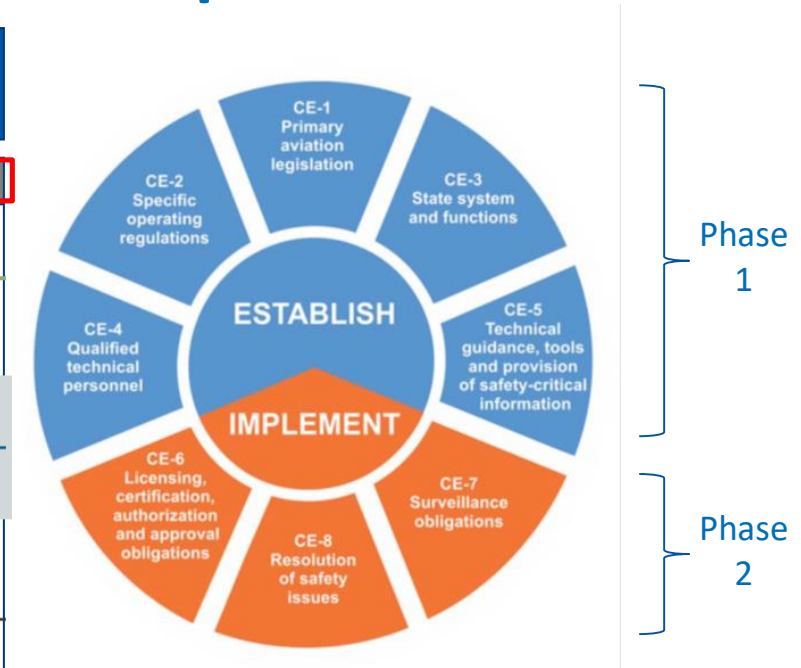 CE-1
Primary
aviation
legislation
CE-2
Specific
operating
regulations
CE-3
State system
and functions
CE-4
Qualified
technical
personnel
ESTABLISH
CE-5
Technical
guidance, tools
and provision
of safety-critical
information
IMPLEMENT
CE-6
Licensing,
certification,
authorization
and approval
obligations
CE-8
Resolution
of safety
issues
CE-7
Surveillance
obligations
Phase
1
Phase
2